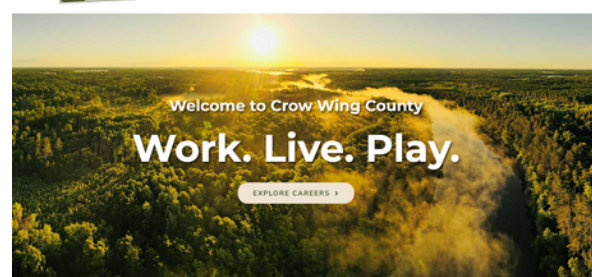 Welcome to Crow Wing County
Work. Live. Play.
EXPLORE CAREERS ›